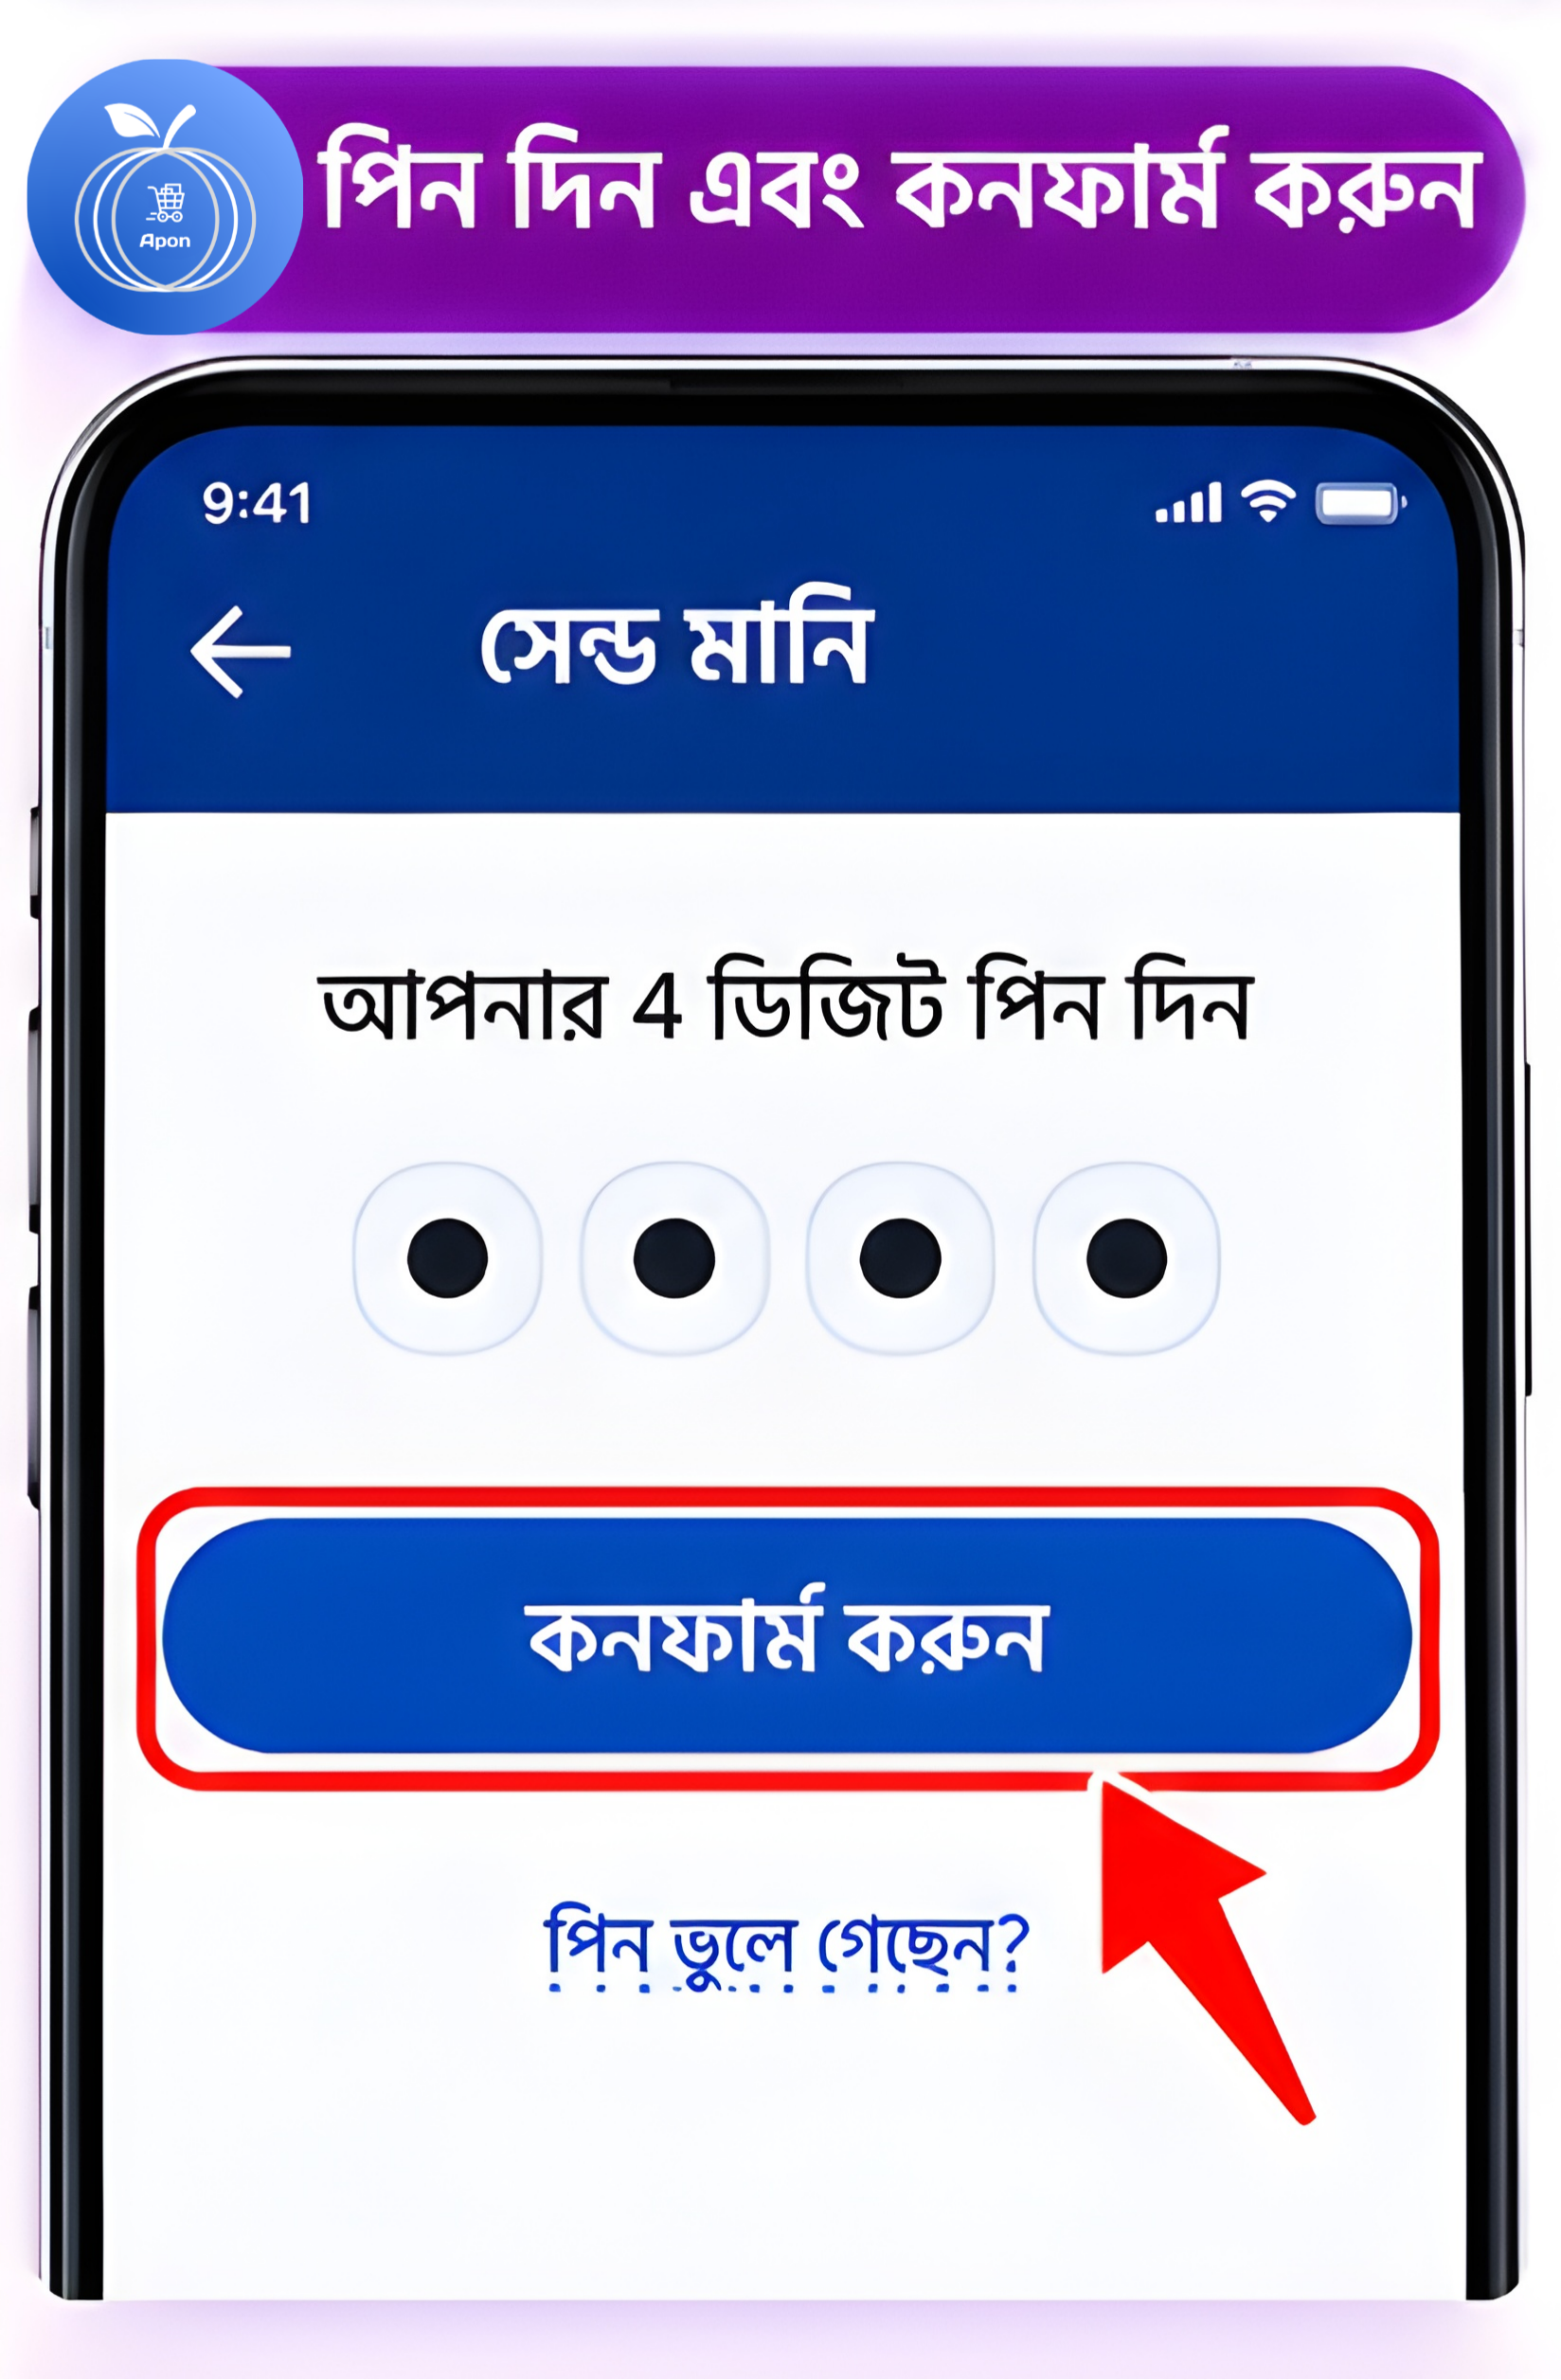 পিন দিন এবং কনফার্ম করুন
Apon
9:41
সেন্ড মানি
আপনার 4 ডিজিট পিন দিন
কনফার্ম করুন
পিন ভুলে গেছেন?